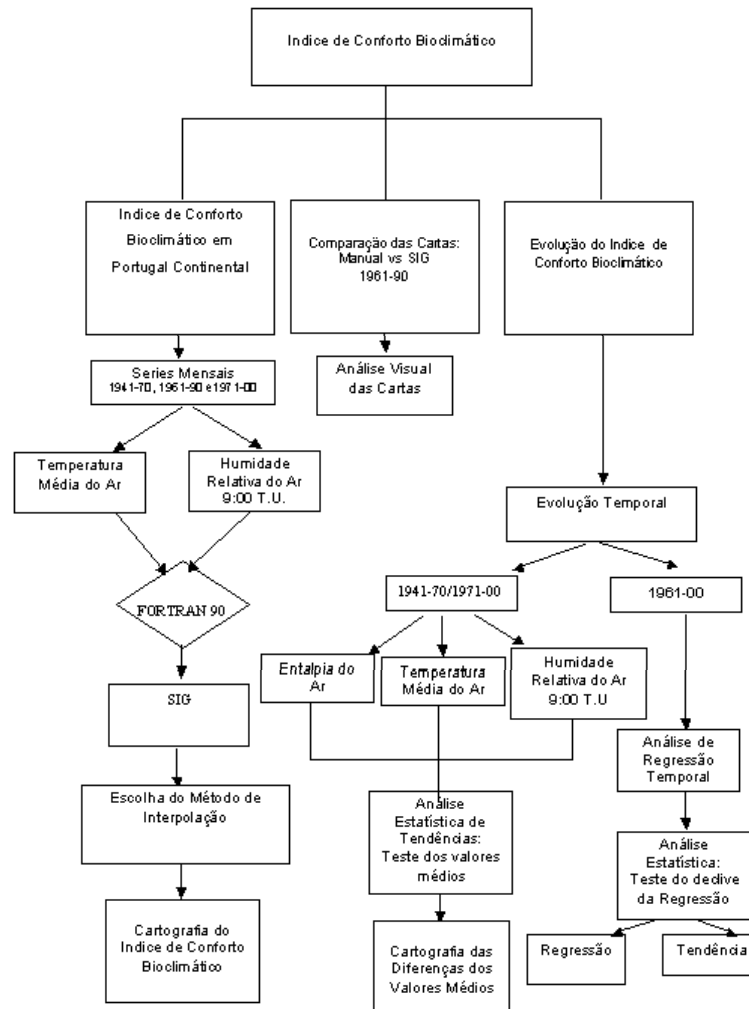 Indice de Conforto Bioclimático
Indice de Conforto
Bioclimático em
Portugal Continental
Comparação das Cartas:
Manual vs SIG
1961-90
Evolução do Indice de
Conforto Bioclimático
Series Mensais
1941-70, 1961-90 e 1971-00
Análise Visual
das Cartas
Temperatura
Média do Ar
Humidade
Relativa do Ar
9:00 T.U.
Evolução Temporal
FORTRAN 90
1941-70/1971-00
1961-00
Entalpia do
Ar
Temperatura
Média do Ar
Humidade
Relativa do Ar
9:00 T.U
SIG
Análise de
Regressão
Temporal
Escolha do Método de
Interpolação
Análise
Estatística de
Tendências:
Teste dos valores
médios
Análise
Estatística:
Teste do declive
da Regressão
Cartografia do
Indice de Conforto
Bioclimático
Cartografia das
Diferenças dos
Valores Médios
Regressão
Tendência